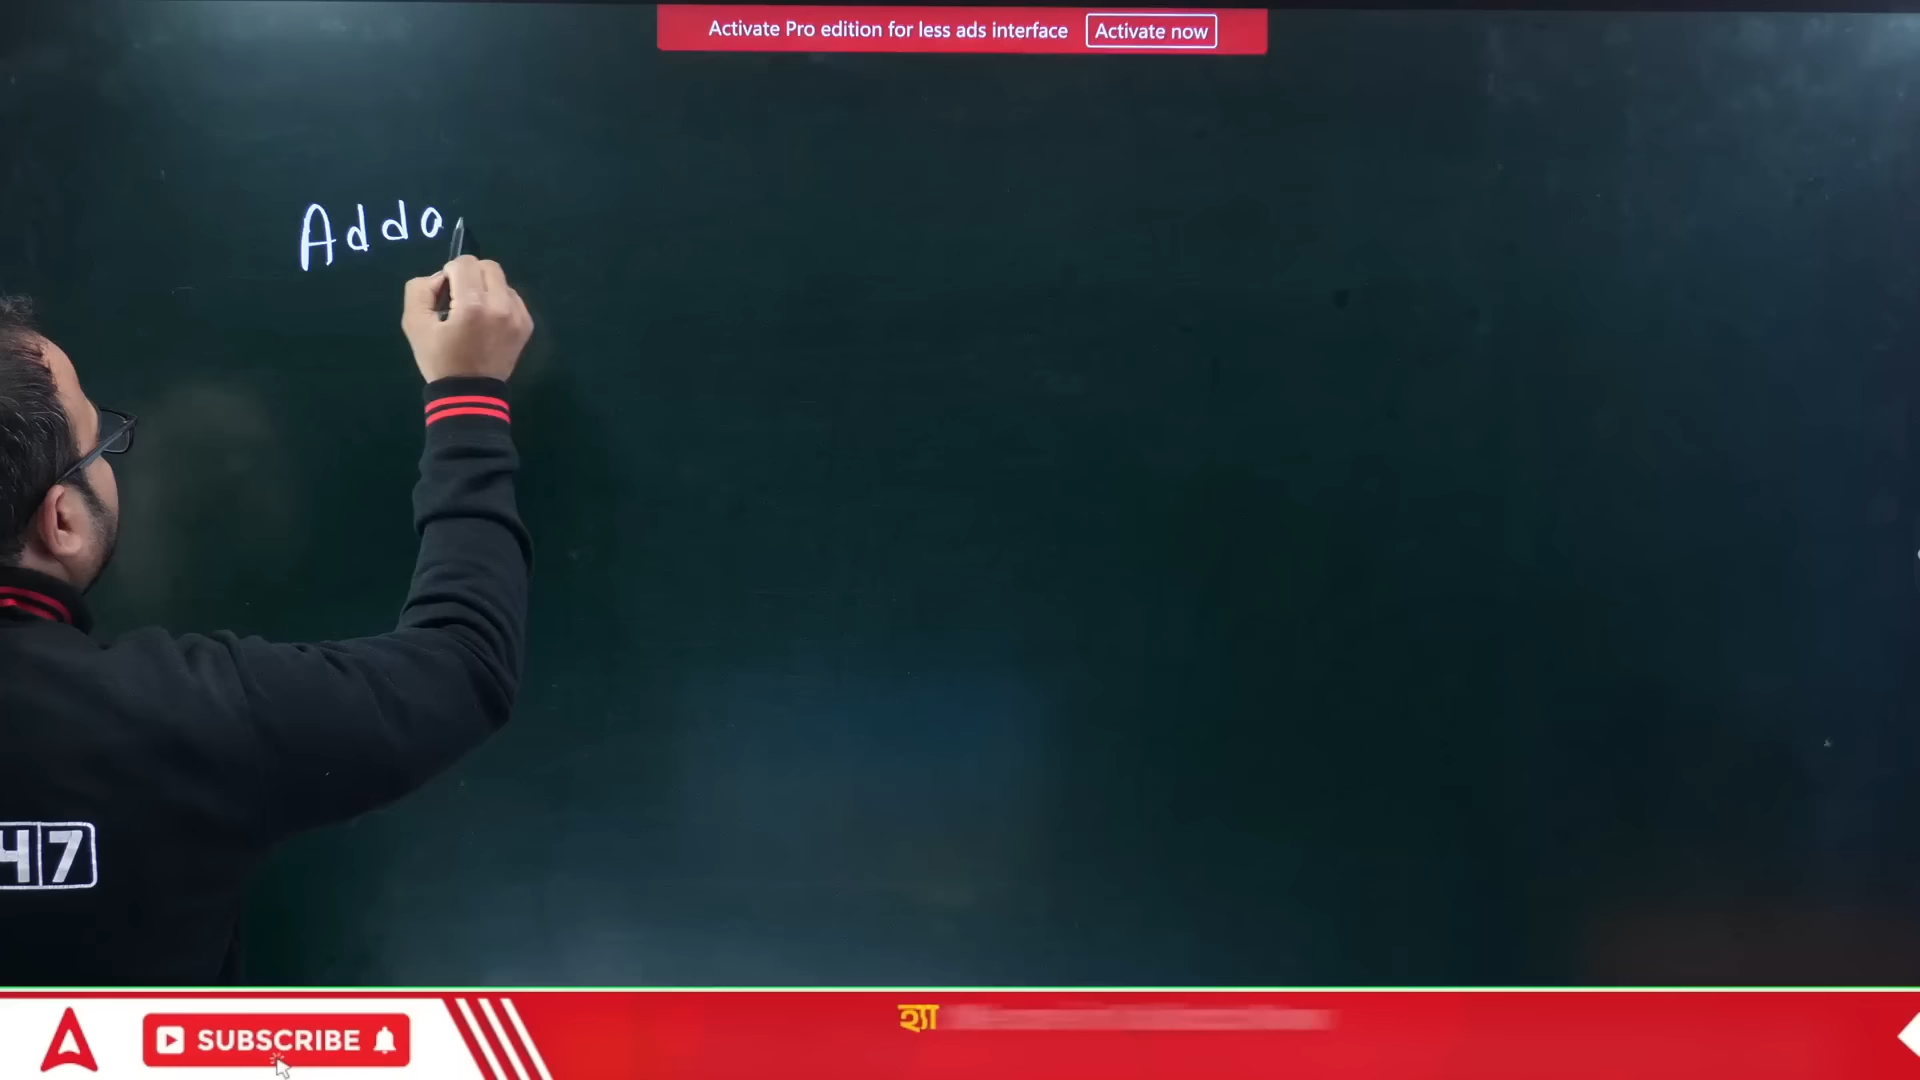 Activate Pro edition for less ads interface Activate now
Adda
47
SUBSCRIBE
হ্যা